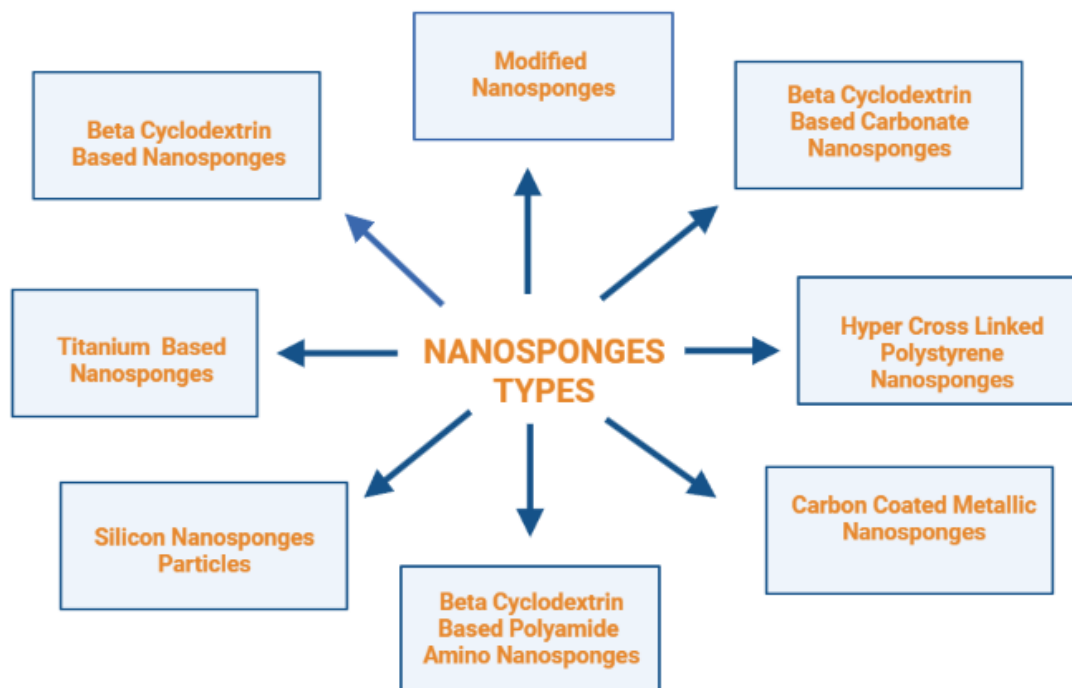 Modified
Nanosponges
Beta Cyclodextrin
Based Nanosponges
Beta Cyclodextrin
Based Carbonate
Nanosponges
Titanium Based
Nanosponges
NANOSPONGES
TYPES
Hyper Cross Linked
Polystyrene
Nanosponges
Silicon Nanosponges
Particles
Carbon Coated Metallic
Nanosponges
Beta Cyclodextrin
Based Polyamide
Amino Nanosponges